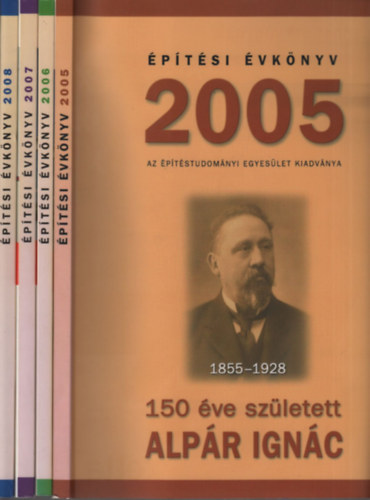 ÉPÍTÉSI ÉVKÖNYV 2008
ÉPÍTÉSI ÉVKÖNYV 2007
ÉPÍTÉSI ÉVKÖNYV 2006
ÉPÍTÉSI ÉVKÖNYV 2005
ÉPÍTÉSI ÉVKÖNYV
2005
AZ ÉPÍTÉSTUDOMÁNYI EGYESÜLET KIADVÁNYA
1855–1928
150 éve született
ALPÁR IGNÁC